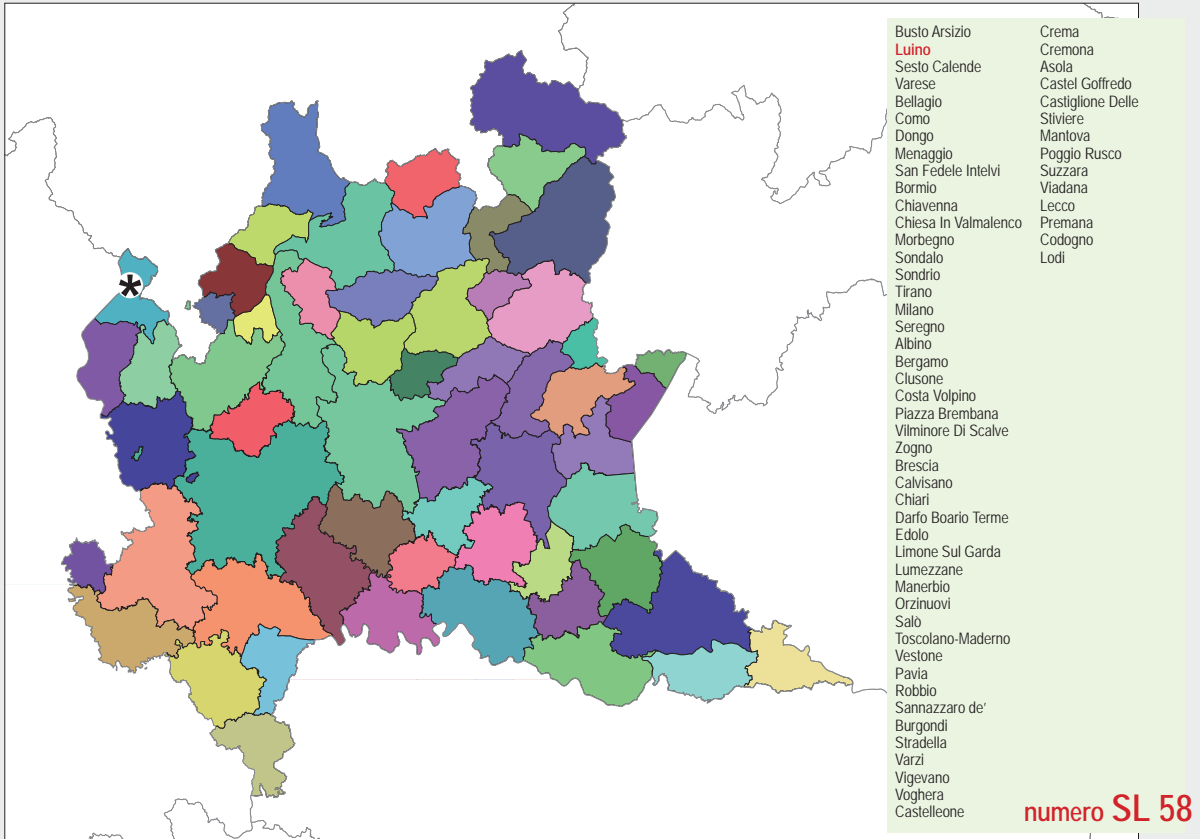 *
Busto Arsizio
Luino
Sesto Calende
Varese
Bellagio
Como
Dongo
Menaggio
San Fedele Intelvi
Bormio
Chiavenna
Chiesa In Valmalenco
Morbegno
Sondalo
Sondrio
Tirano
Milano
Seregno
Albino
Bergamo
Clusone
Costa Volpino
Piazza Brembana
Vilminore Di Scalve
Zogno
Brescia
Calvisano
Chiari
Darfo Boario Terme
Edolo
Limone Sul Garda
Lumezzane
Manerbio
Orzinuovi
Salò
Toscolano-Maderno
Vestone
Pavia
Robbio
Sannazzaro de’
Burgondi
Stradella
Varzi
Vigevano
Voghera
Castelleone
Crema
Cremona
Asola
Castel Goffredo
Castiglione Delle
Stiviere
Mantova
Poggio Rusco
Suzzara
Viadana
Lecco
Premana
Codogno
Lodi
numero SL 58